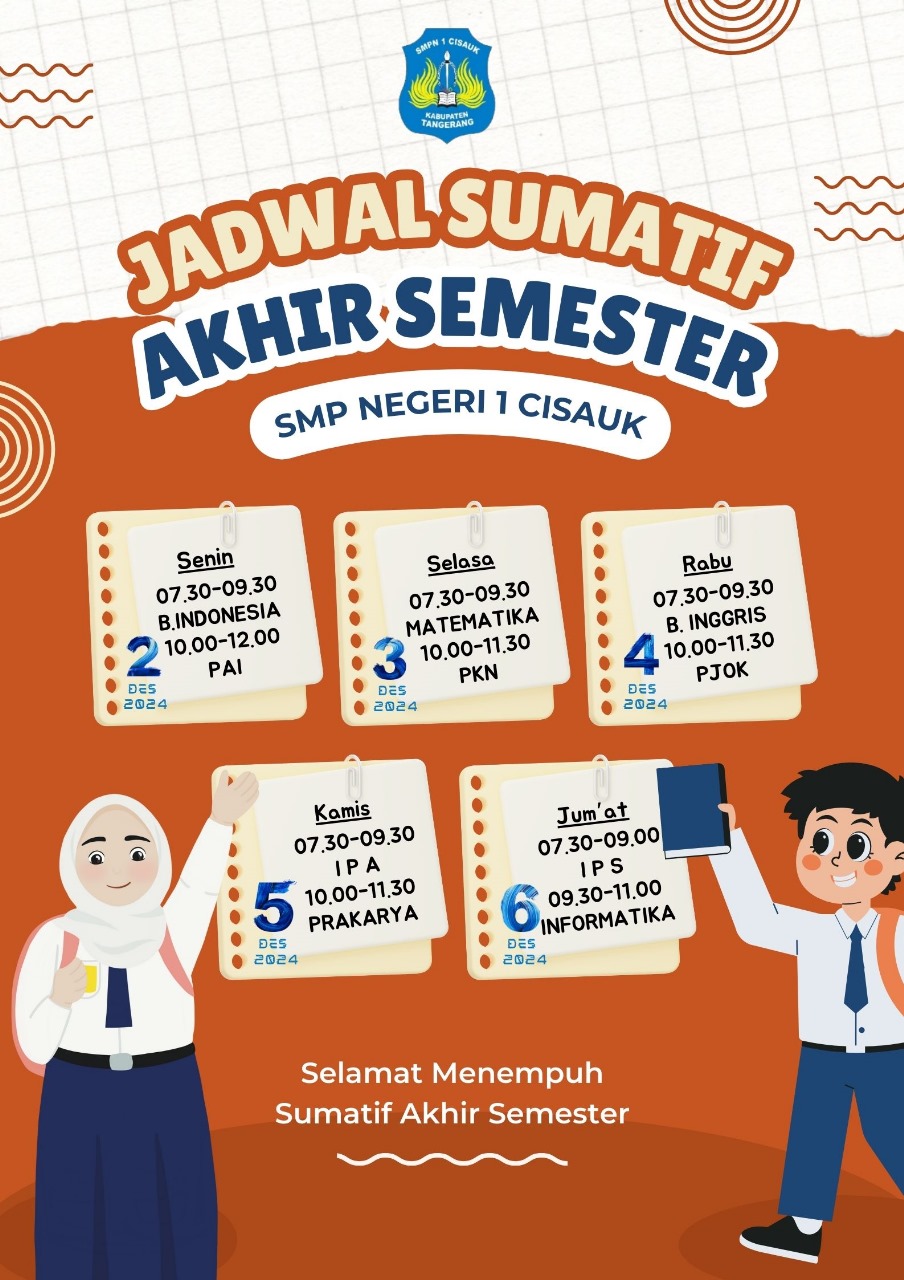 SMPN 1 CISAUK
KABUPATEN
TANGERANG
JADWAL SUMATIF
AKHIR SEMESTER
SMP NEGERI 1 CISAUK
Senin
07.30-09.30
B.INDONESIA
10.00-12.00
PAI
2
DES
2024
Selasa
07.30-09.30
MATEMATIKA
10.00-11.30
PKN
3
DES
2024
Rabu
07.30-09.30
B. INGGRIS
10.00-11.30
PJOK
4
DES
2024
Kamis
07.30-09.30
I P A
10.00-11.30
PRAKARYA
5
DES
2024
Jum'at
07.30-09.00
I P S
09.30-11.00
INFORMATIKA
6
DES
2024
Selamat Menempuh
Sumatif Akhir Semester